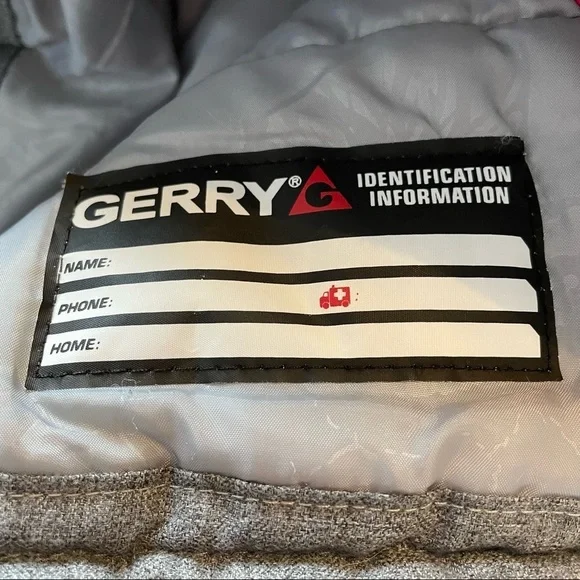 GERRY® G IDENTIFICATION
INFORMATION
NAME:
PHONE:
HOME: